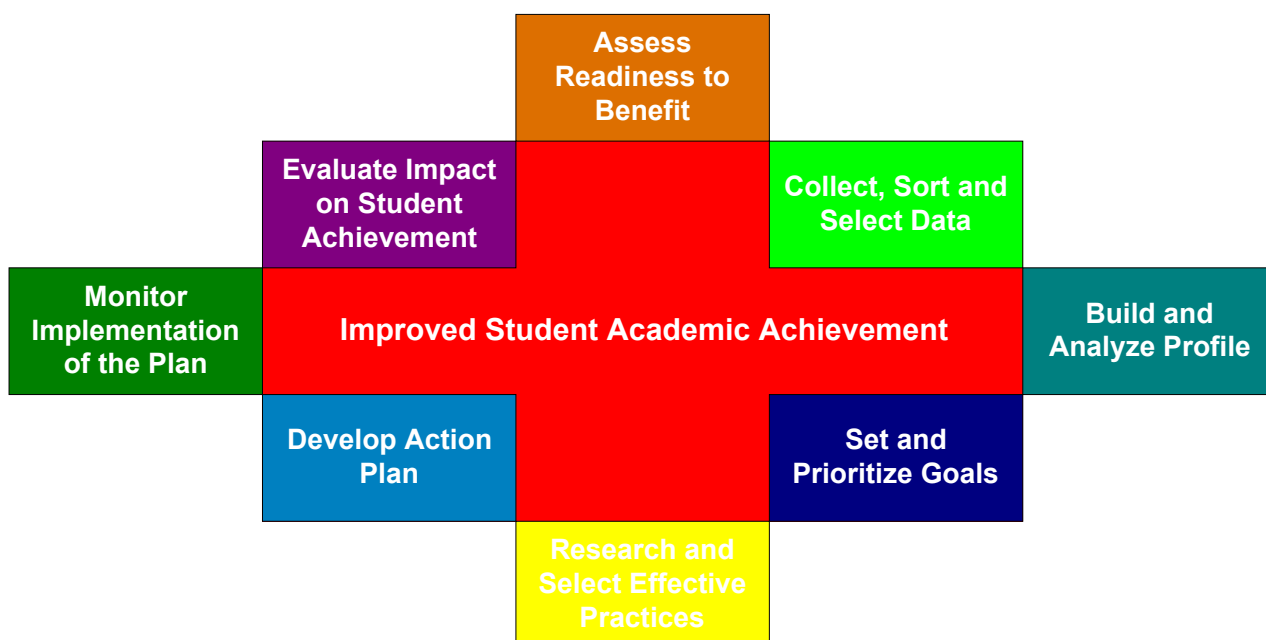 Assess
Readiness to
Benefit
Evaluate Impact
on Student
Achievement
Collect, Sort and
Select Data
Monitor
Implementation
of the Plan
Improved Student Academic Achievement
Build and
Analyze Profile
Develop Action
Plan
Set and
Prioritize Goals
Research and
Select Effective
Practices